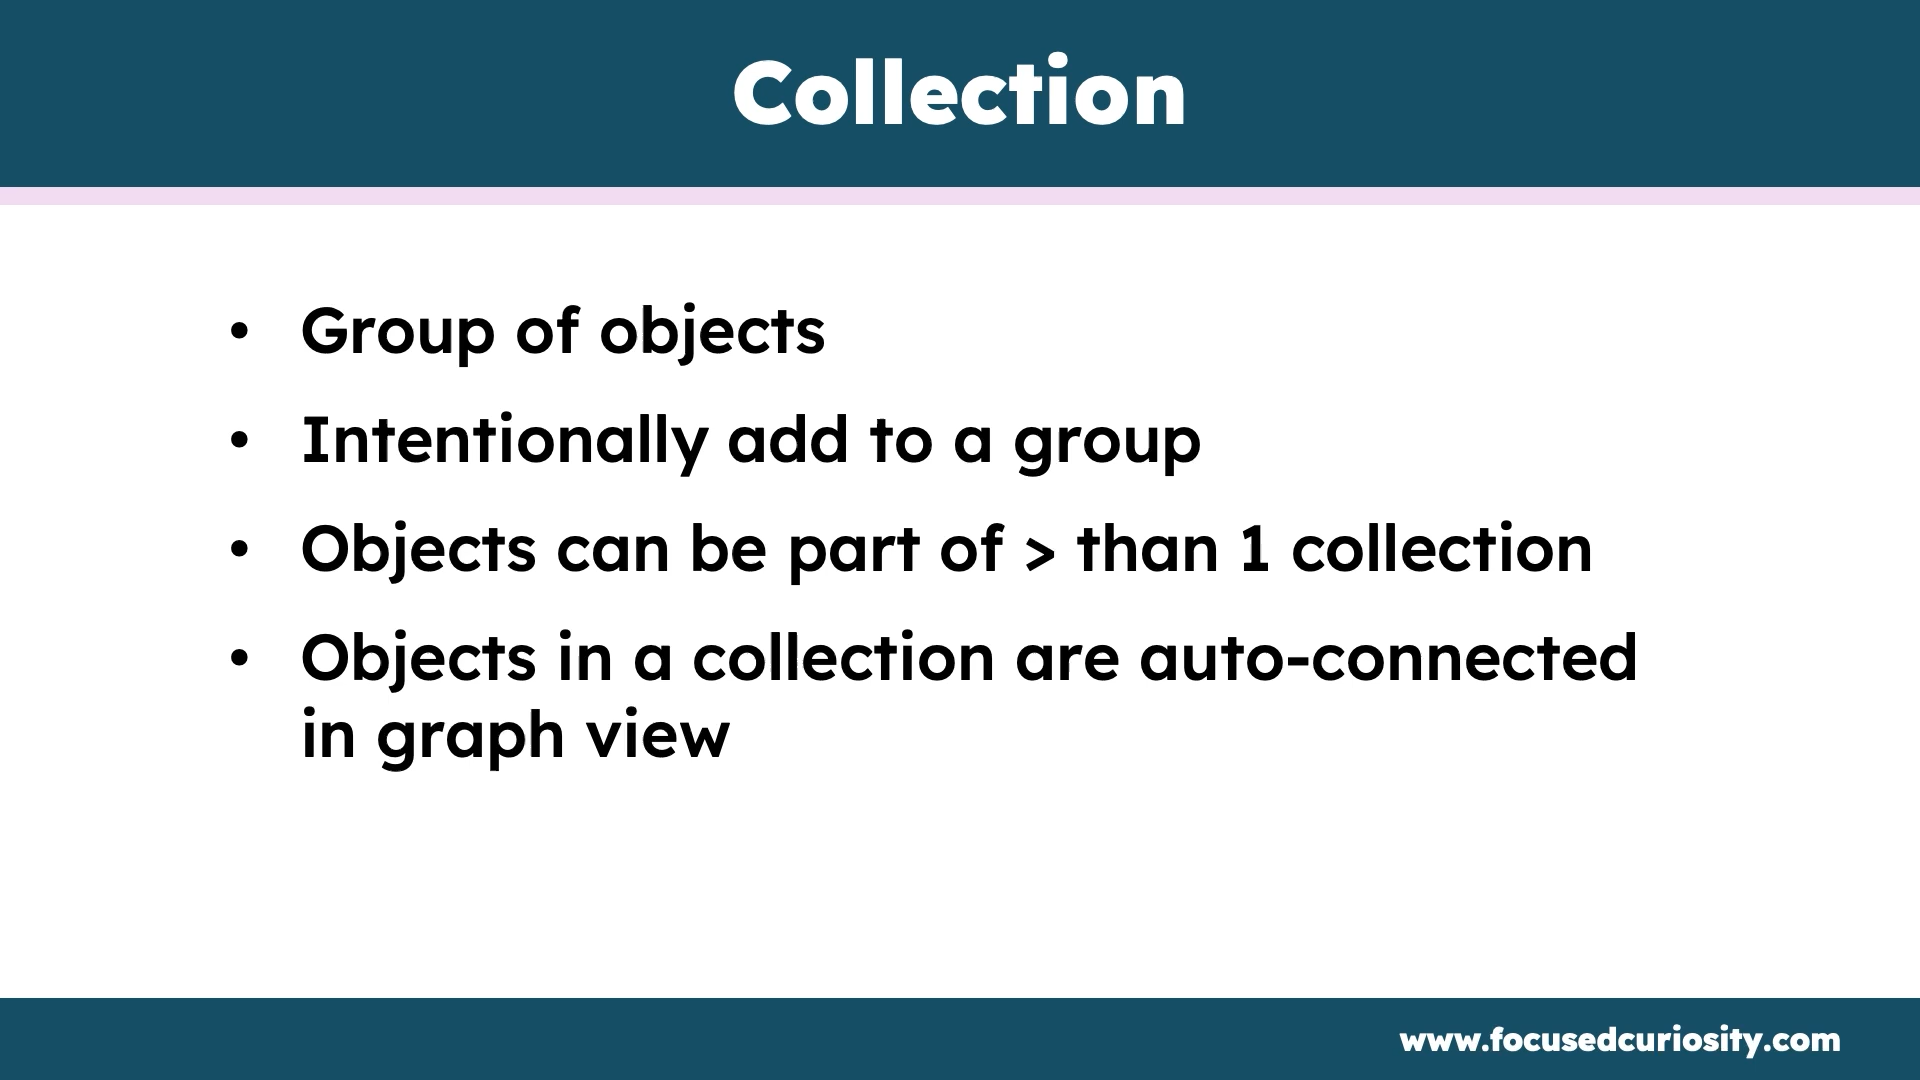 Collection
• Group of objects
• Intentionally add to a group
• Objects can be part of > than 1 collection
• Objects in a collection are auto-connected
in graph view
www.focusedcuriosity.com